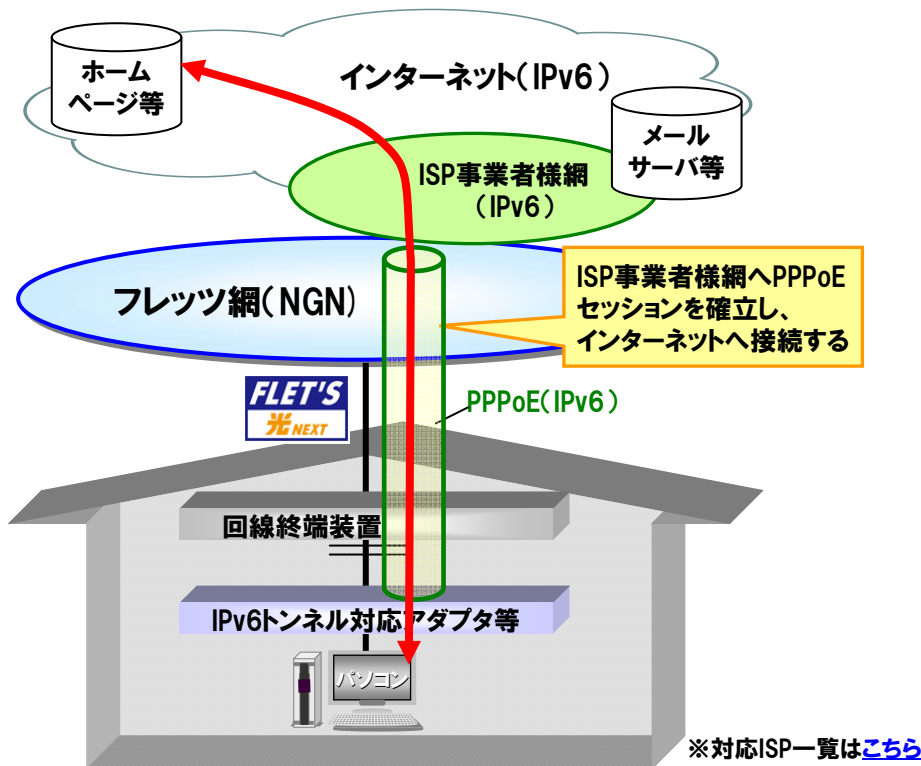 ホーム
ページ等
インターネット(IPv6)
メール
サーバ等
ISP事業者様網
(IPv6)
フレッツ網(NGN)
ISP事業者様網へPPPoE
セッションを確立し、
インターネットへ接続する
FLET'S
光NEXT
PPPoE(IPv6)
回線終端装置
IPv6トンネル対応アダプタ等
パソコン
※対応ISP一覧はこちら